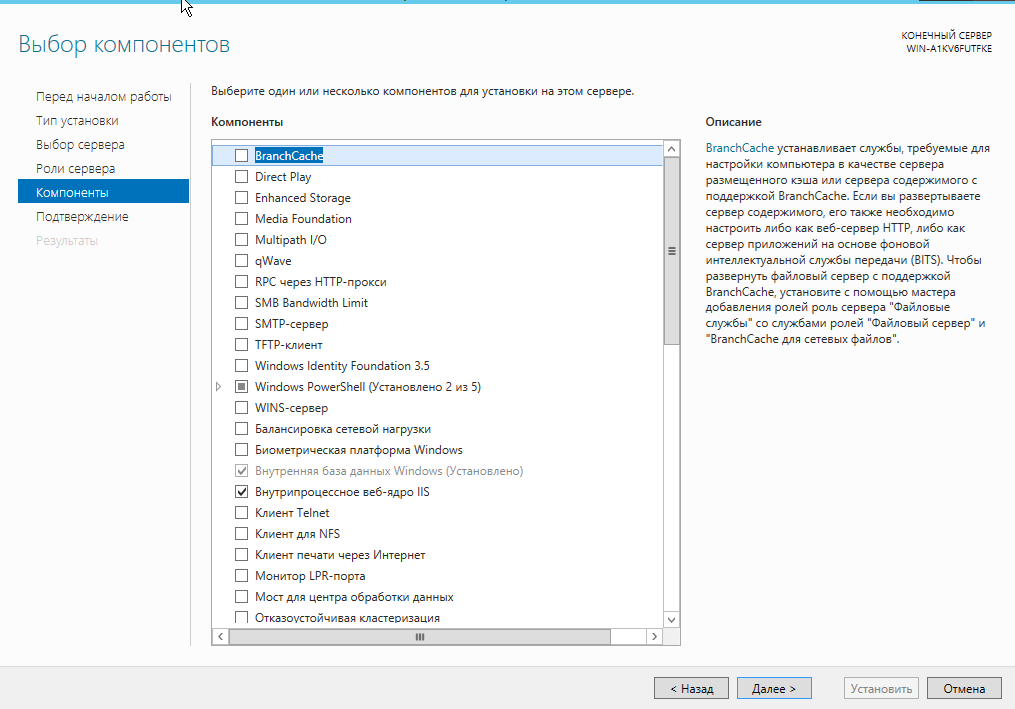 Выбор компонентов
КОНЕЧНЫЙ СЕРВЕР
WIN-A1KV6FUTFKE
Перед началом работы
Тип установки
Выбор сервера
Роли сервера
Компоненты
Подтверждение
Результаты
Выберите один или несколько компонентов для установки на этом сервере.
Компоненты
BranchCache
Direct Play
Enhanced Storage
Media Foundation
Multipath I/O
qWave
RPC через HTTP-прокси
SMB Bandwidth Limit
SMTP-сервер
TFTP-клиент
Windows Identity Foundation 3.5
Windows PowerShell (Установлено 2 из 5)
WINS-сервер
Балансировка сетевой нагрузки
Биометрическая платформа Windows
Внутренняя база данных Windows (Установлено)
Внутрипроцессное веб-ядро IIS
Клиент Telnet
Клиент для NFS
Клиент печати через Интернет
Монитор LPR-порта
Мост для центра обработки данных
Отказоустойчивая кластеризация
Описание
BranchCache устанавливает службы, требуемые для
настройки компьютера в качестве сервера
размещенного кэша или сервера содержимого с
поддержкой BranchCache. Если вы развертываете
сервер содержимого, его также необходимо
настроить либо как веб-сервер HTTP, либо как
сервер приложений на основе фоновой
интеллектуальной службы передачи (BITS). Чтобы
развернуть файловый сервер с поддержкой
BranchCache, установите с помощью мастера
добавления ролей роль сервера "Файловые
службы" со службами ролей "Файловый сервер" и
"BranchCache для сетевых файлов".
< Назад
Далее >
Установить
Отмена